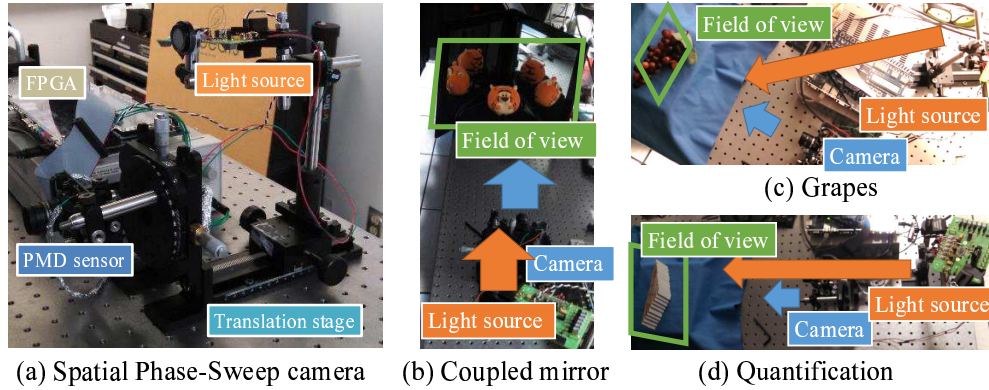 FPGA
Light source
PMD sensor
Translation stage
(a) Spatial Phase-Sweep camera
Field of view
Camera
Light source
(b) Coupled mirror
Field of view
Light source
Camera
(c) Grapes
Field of view
Light source
Camera
(d) Quantification